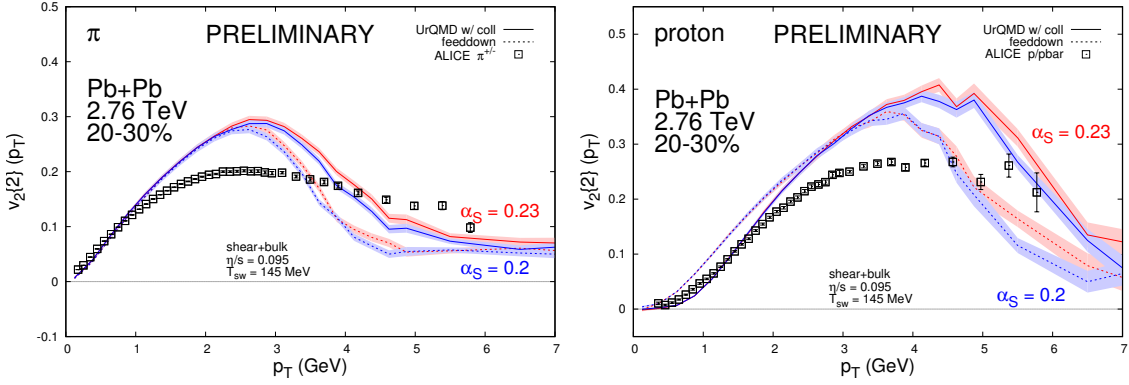 π PRELIMINARY
UrQMD w/ coll
feeddown
ALICE π+/-
Pb+Pb
2.76 TeV
20-30%
αS = 0.23
αS = 0.2
shear+bulk
η/s = 0.095
Tsw = 145 MeV
v2{2} (pT)
0.5
0.4
0.3
0.2
0.1
0
-0.1
0 1 2 3 4 5 6 7
pT (GeV)
proton PRELIMINARY
UrQMD w/ coll
feeddown
ALICE p/pbar
Pb+Pb
2.76 TeV
20-30%
αS = 0.23
αS = 0.2
shear+bulk
η/s = 0.095
Tsw = 145 MeV
v2{2} (pT)
0.5
0.4
0.3
0.2
0.1
0
0 1 2 3 4 5 6 7
pT (GeV)